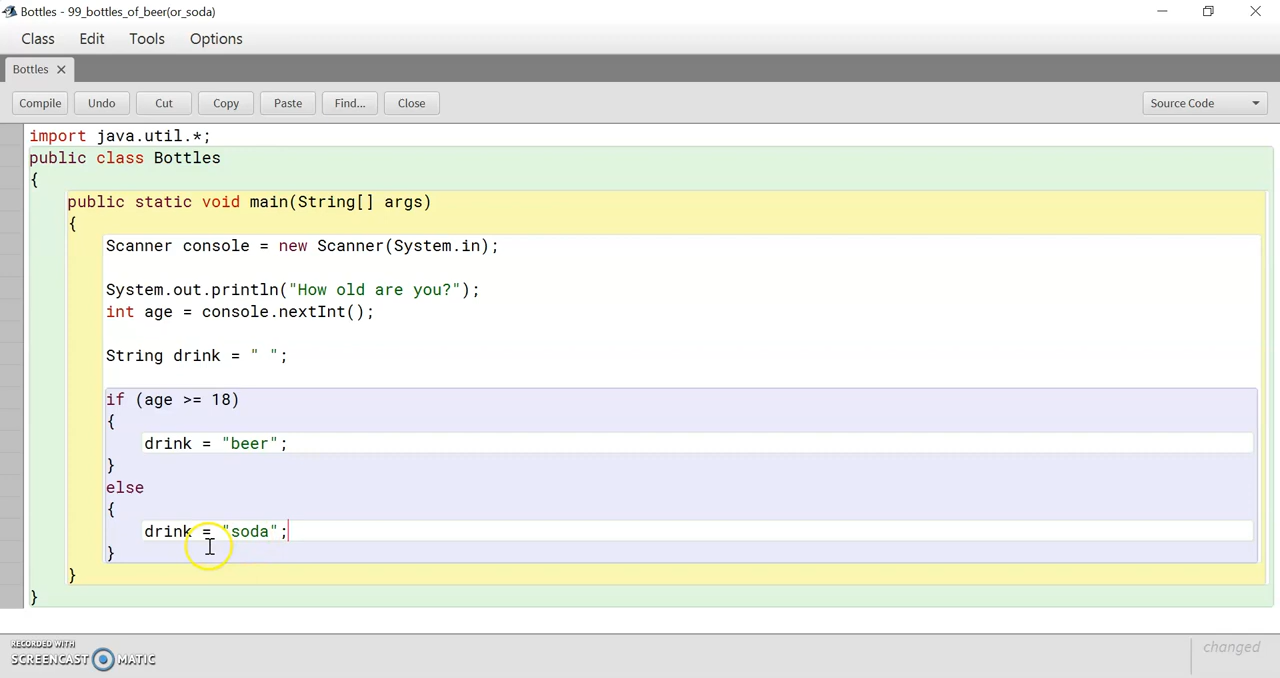 Bottles - 99_bottles_of_beer(or_soda)
Class Edit Tools Options
Bottles
Compile Undo Cut Copy Paste Find... Close Source Code
import java.util.*;
public class Bottles
{
public static void main(String[] args)
{
Scanner console = new Scanner(System.in);
System.out.println("How old are you?");
int age = console.nextInt();
String drink = " ";
if (age >= 18)
{
drink = "beer";
}
else
{
drink = "soda";
}
}
}
RECORDED WITH
SCREENCAST MATIC
changed